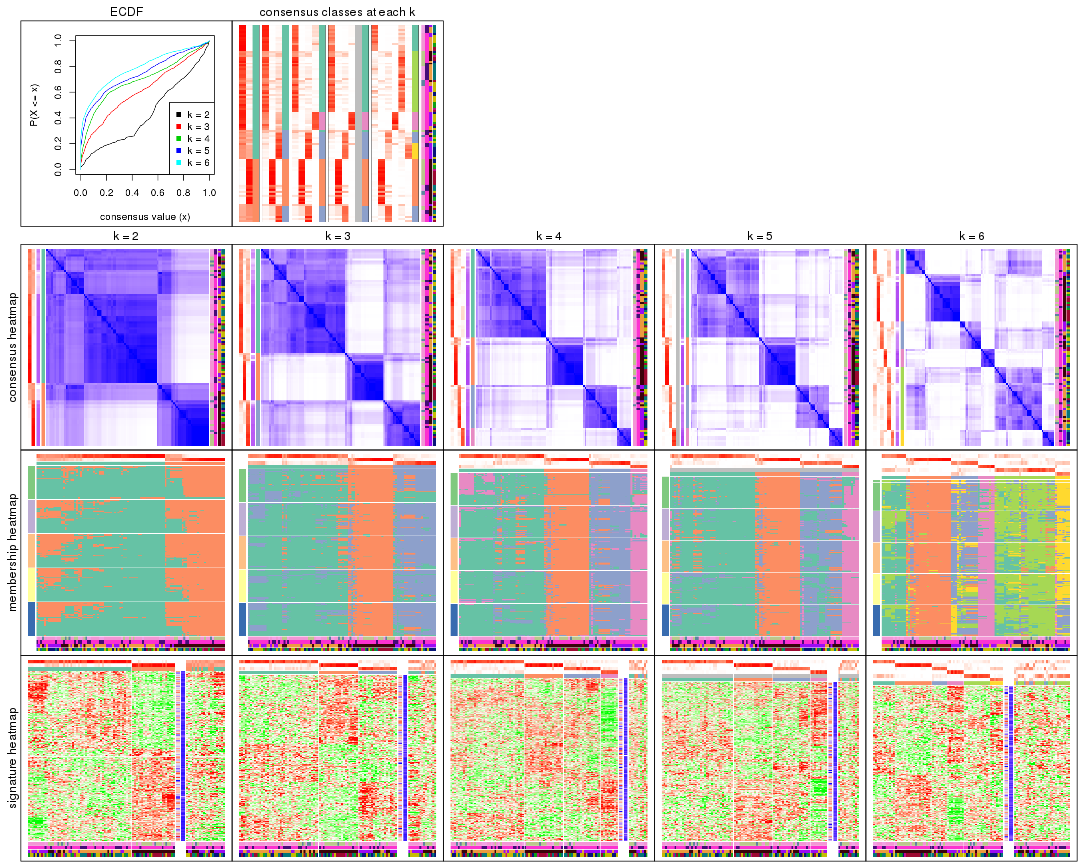 ECDF
consensus classes at each k
P(X <= x)
0.0 0.2 0.4 0.6 0.8 1.0
k = 2
k = 3
k = 4
k = 5
k = 6
0.0 0.2 0.4 0.6 0.8 1.0
consensus value (x)
k = 2 k = 3 k = 4 k = 5 k = 6
consensus heatmap
membership heatmap
signature heatmap